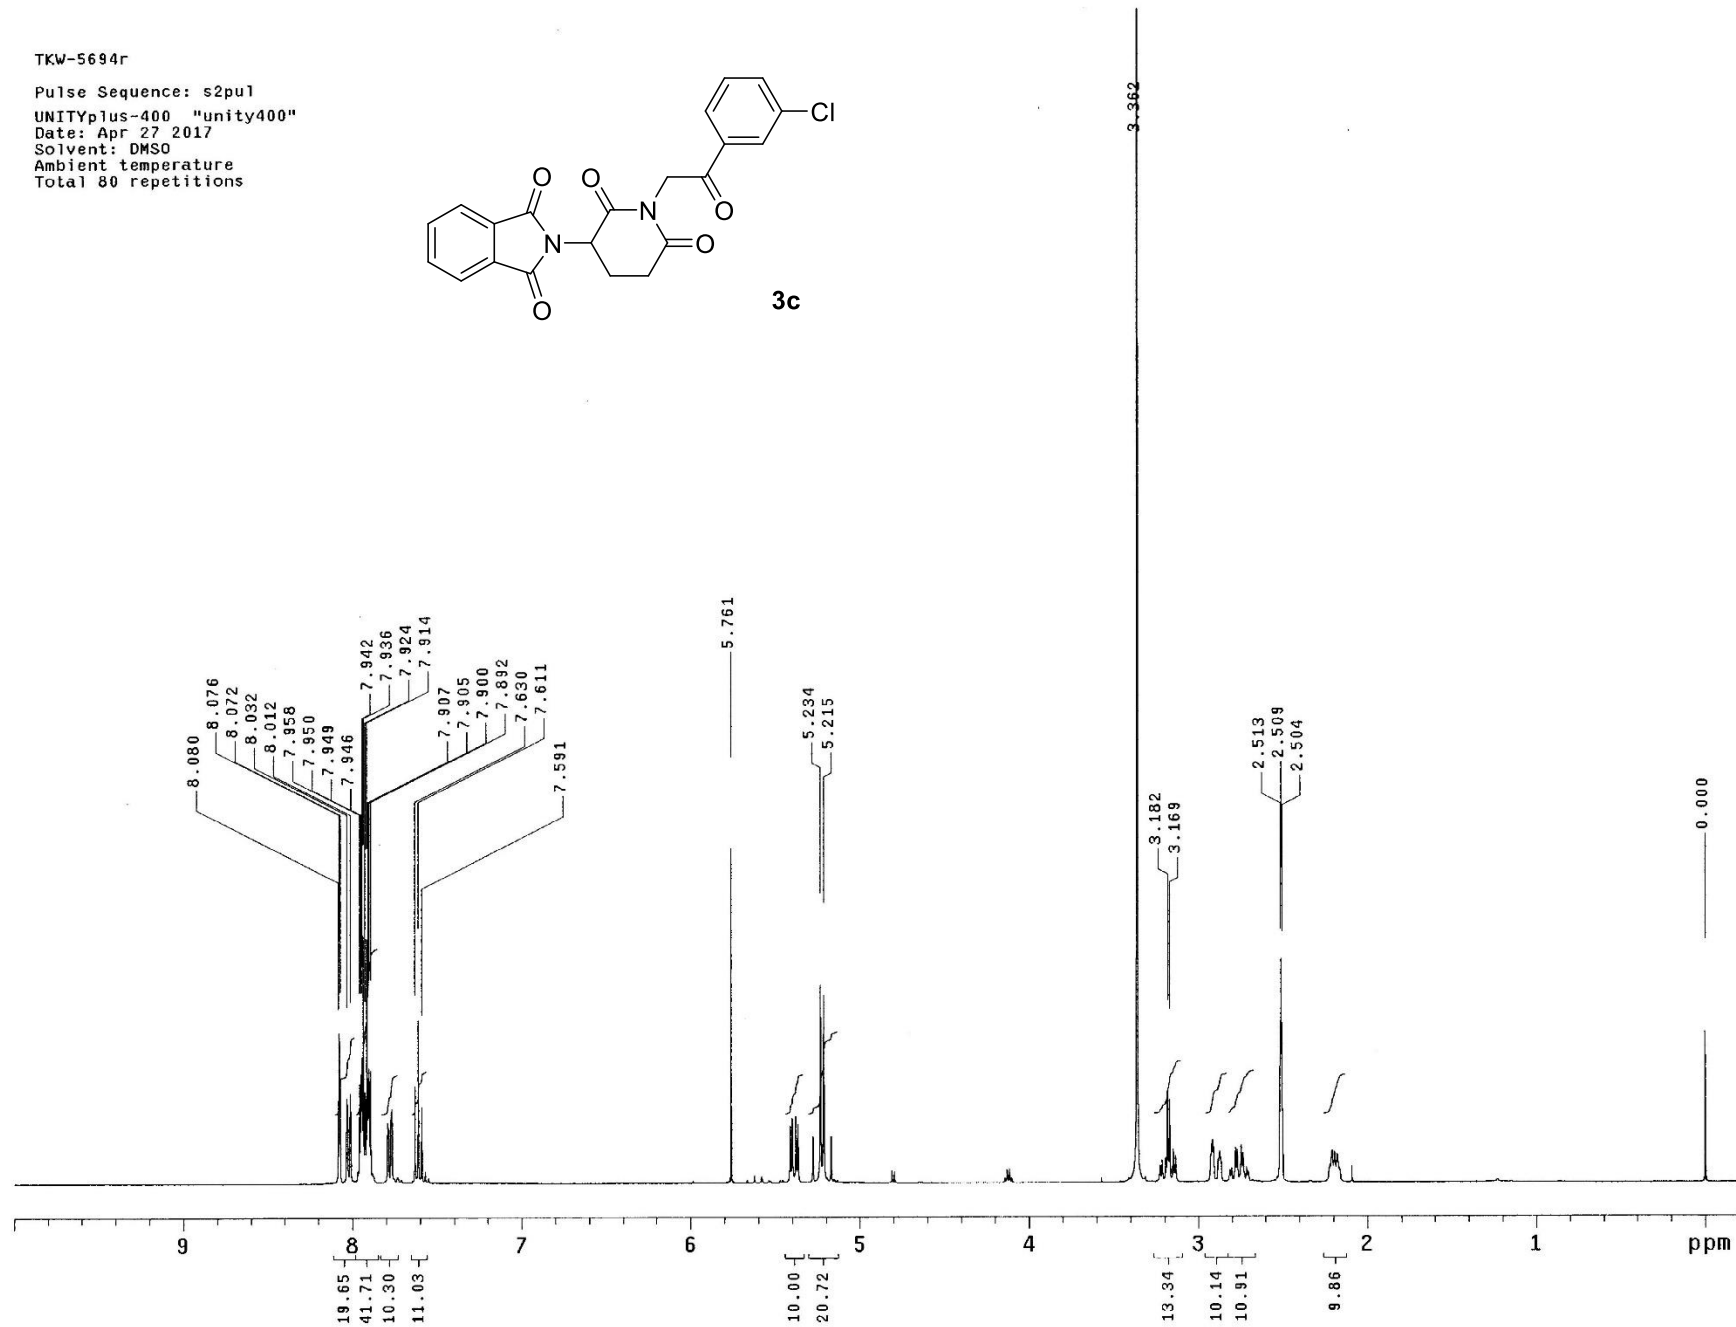 TKW-5694r
Pulse Sequence: s2pul
UNITYplus-400 "unity400"
Date: Apr 27 2017
Solvent: DMSO
Ambient temperature
Total 80 repetitions
Cl
O
O
O
N
O
N
O
O
3c
3.362
8.080
8.076
8.072
8.032
8.012
7.958
7.950
7.949
7.946
7.942
7.936
7.924
7.914
7.907
7.905
7.900
7.892
7.630
7.611
7.591
5.761
5.234
5.215
3.182
3.169
2.513
2.509
2.504
0.000
9 8 7 6 5 4 3 2 1 ppm
19.65
41.71
10.30
11.03
10.00
20.72
13.34
10.14
10.91
9.86